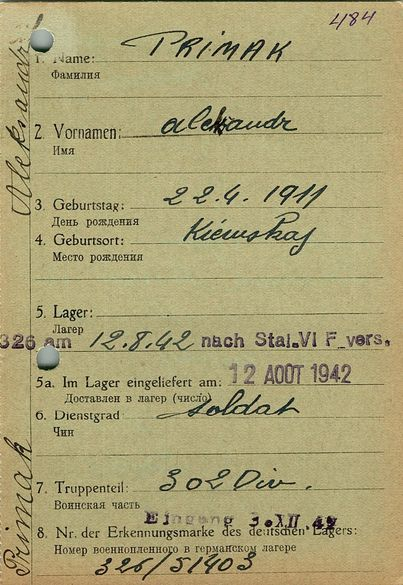 484
Aleksandr
1. Name: PRIMAK
Фамилия
2. Vornamen: aleksandr
Имя
3. Geburtstag: 22.4.1911
День рождения
4. Geburtsort: Kiewskaj
Место рождения
5. Lager:
Лагерь
326 am 12.8.42 nach Stal.VI F vers.
5a. Im Lager eingeliefert am: 12 AOÛT 1942
Доставлен в лагерь (число)
6. Dienstgrad: Soldat
Чин
7. Truppenteil: 302 Div.
Воинская часть
Eingang 3. XII. 42
8. Nr. der Erkennungsmarke des deutschen Lagers:
Номер военнопленного в германском лагере
326/51403
Primak